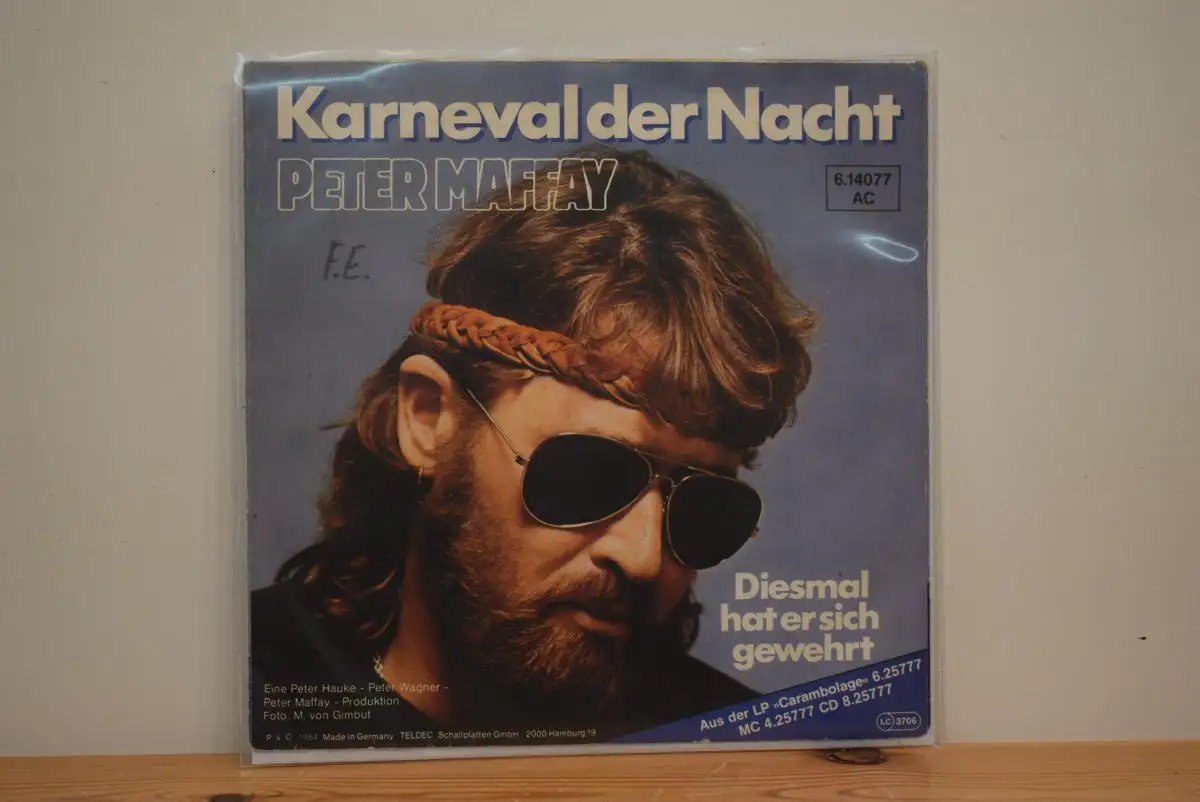 Karneval der Nacht
PETER MAFFAY
6.14077
AC
F.E.
Diesmal
hat er sich
gewehrt
Aus der LP »Carambolage« 6.25777
MC 4.25777 CD 8.25777
LC 3706
Eine Peter Hauke - Peter Wagner -
Peter Maffay - Produktion
Foto: M. von Gimbut
P & C 1984 Made in Germany TELDEC Schallplatten GmbH 2000 Hamburg 19